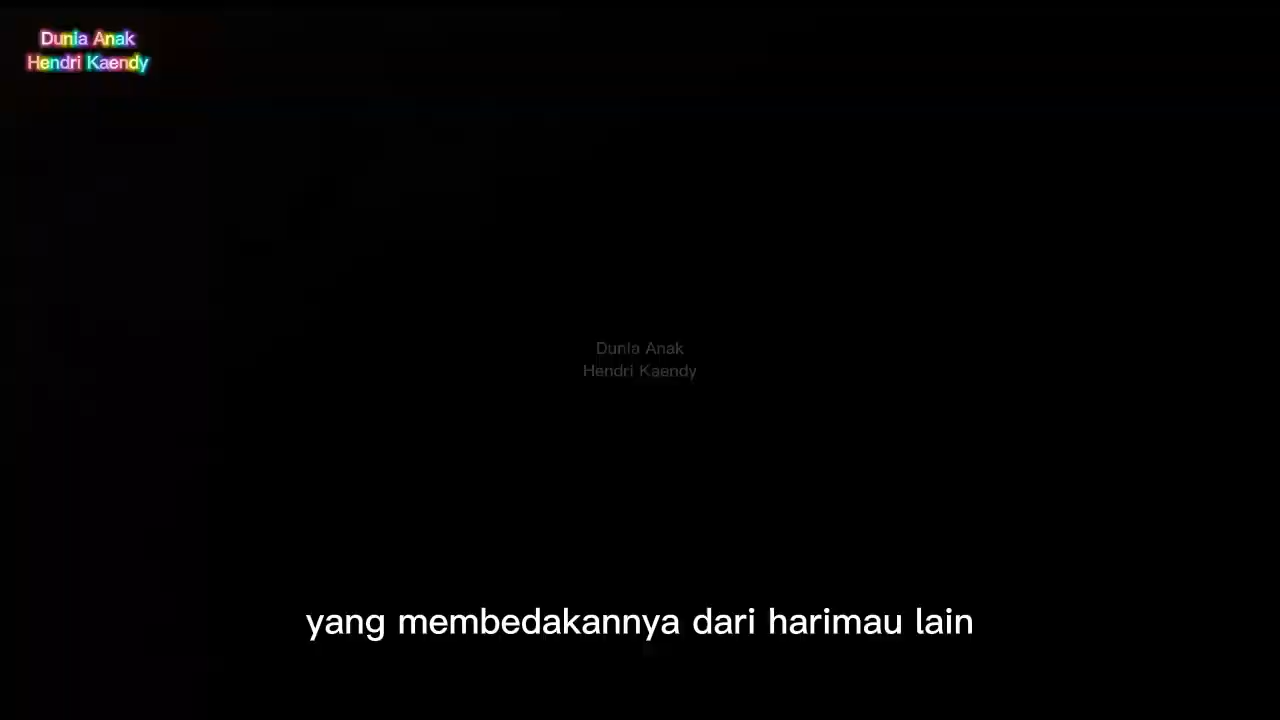 Dunia Anak
Hendri Kaendy
Dunia Anak
Hendri Kaendy
yang membedakannya dari harimau lain